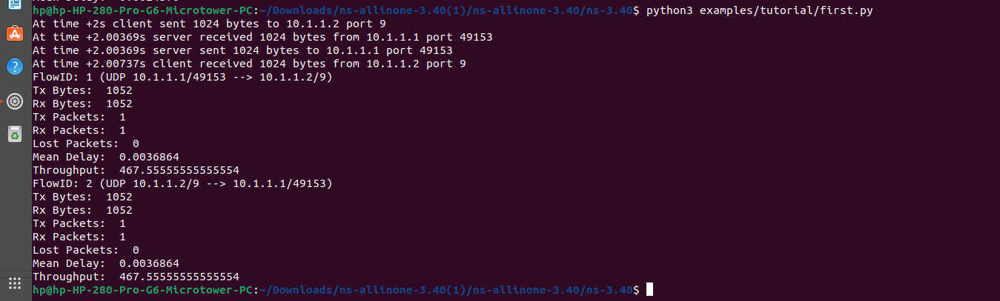 hp@hp-HP-280-Pro-G6-Microtower-PC:~/Downloads/ns-allinone-3.40(1)/ns-allinone-3.40/ns-3.40$ python3 examples/tutorial/first.py
At time +2s client sent 1024 bytes to 10.1.1.2 port 9
At time +2.00369s server received 1024 bytes from 10.1.1.1 port 49153
At time +2.00369s server sent 1024 bytes to 10.1.1.1 port 49153
At time +2.00737s client received 1024 bytes from 10.1.1.2 port 9
FlowID: 1 (UDP 10.1.1.1/49153 --> 10.1.1.2/9)
Tx Bytes:  1052
Rx Bytes:  1052
Tx Packets:  1
Rx Packets:  1
Lost Packets:  0
Mean Delay:  0.0036864
Throughput:  467.55555555555554
FlowID: 2 (UDP 10.1.1.2/9 --> 10.1.1.1/49153)
Tx Bytes:  1052
Rx Bytes:  1052
Tx Packets:  1
Rx Packets:  1
Lost Packets:  0
Mean Delay:  0.0036864
Throughput:  467.55555555555554
hp@hp-HP-280-Pro-G6-Microtower-PC:~/Downloads/ns-allinone-3.40(1)/ns-allinone-3.40/ns-3.40$